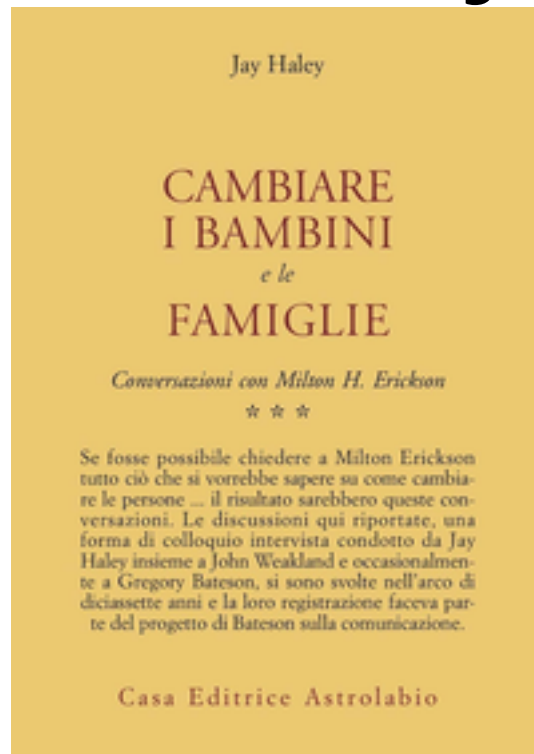 Jay Haley
CAMBIARE
I BAMBINI
e le
FAMIGLIE
Conversazioni con Milton H. Erickson
* * *
Se fosse possibile chiedere a Milton Erickson
tutto ciò che si vorrebbe sapere su come cambia-
re le persone ... il risultato sarebbero queste con-
versazioni. Le discussioni qui riportate, una
forma di colloquio intervista condotto da Jay
Haley insieme a John Weakland e occasionalmen-
te a Gregory Bateson, si sono svolte nell'arco di
diciassette anni e la loro registrazione faceva par-
te del progetto di Bateson sulla comunicazione.
Casa Editrice Astrolabio